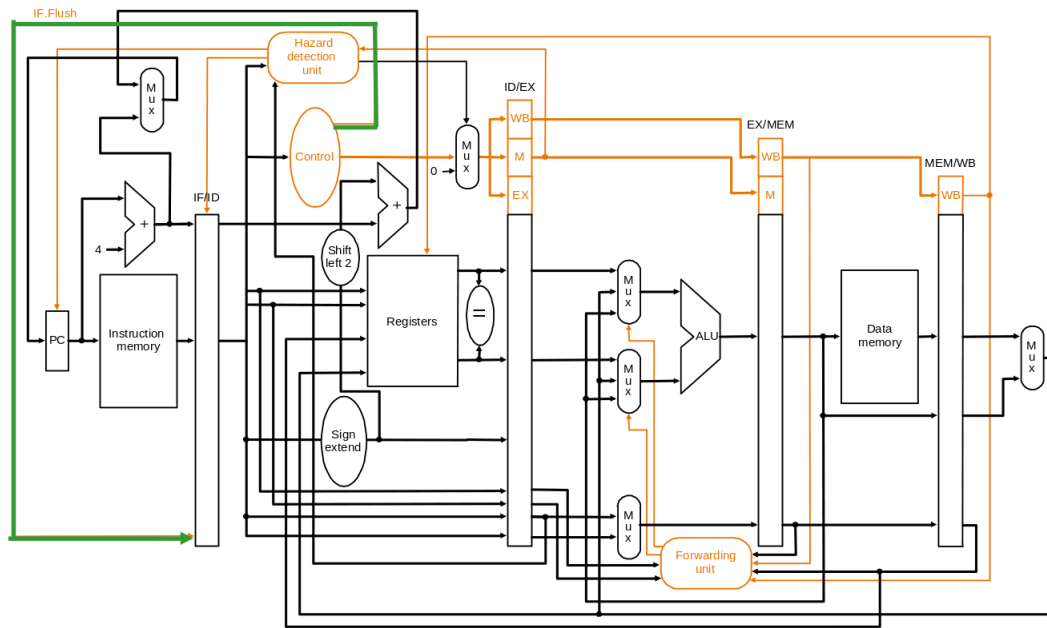 IF.Flush
Hazard
detection
unit
M
u
x
ID/EX
WB
M
EX
Control
0
M
u
x
EX/MEM
WB
M
MEM/WB
WB
IF/ID
+
4
+
Shift
left 2
PC
Instruction
memory
Registers
=
M
u
x
ALU
Data
memory
M
u
x
M
u
x
Sign
extend
M
u
x
Forwarding
unit